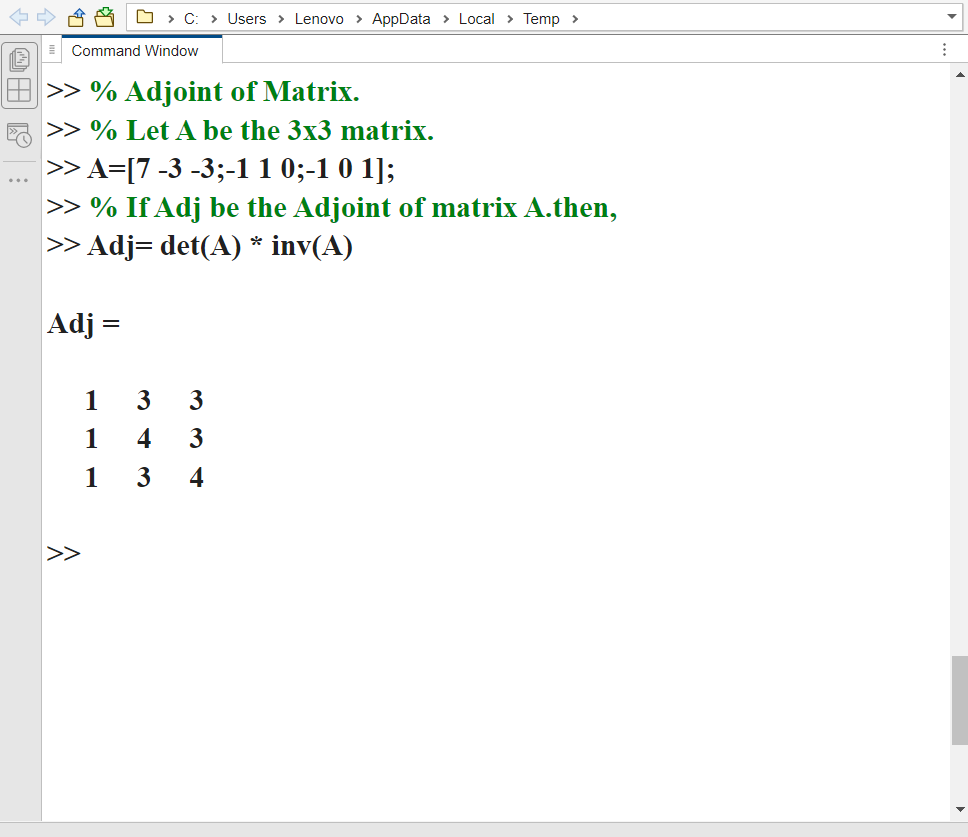 C: Users Lenovo AppData Local Temp
Command Window
>> % Adjoint of Matrix.
>> % Let A be the 3x3 matrix.
>> A=[7 -3 -3;-1 1 0;-1 0 1];
>> % If Adj be the Adjoint of matrix A.then,
>> Adj= det(A) * inv(A)
Adj =
1 3 3
1 4 3
1 3 4
>>